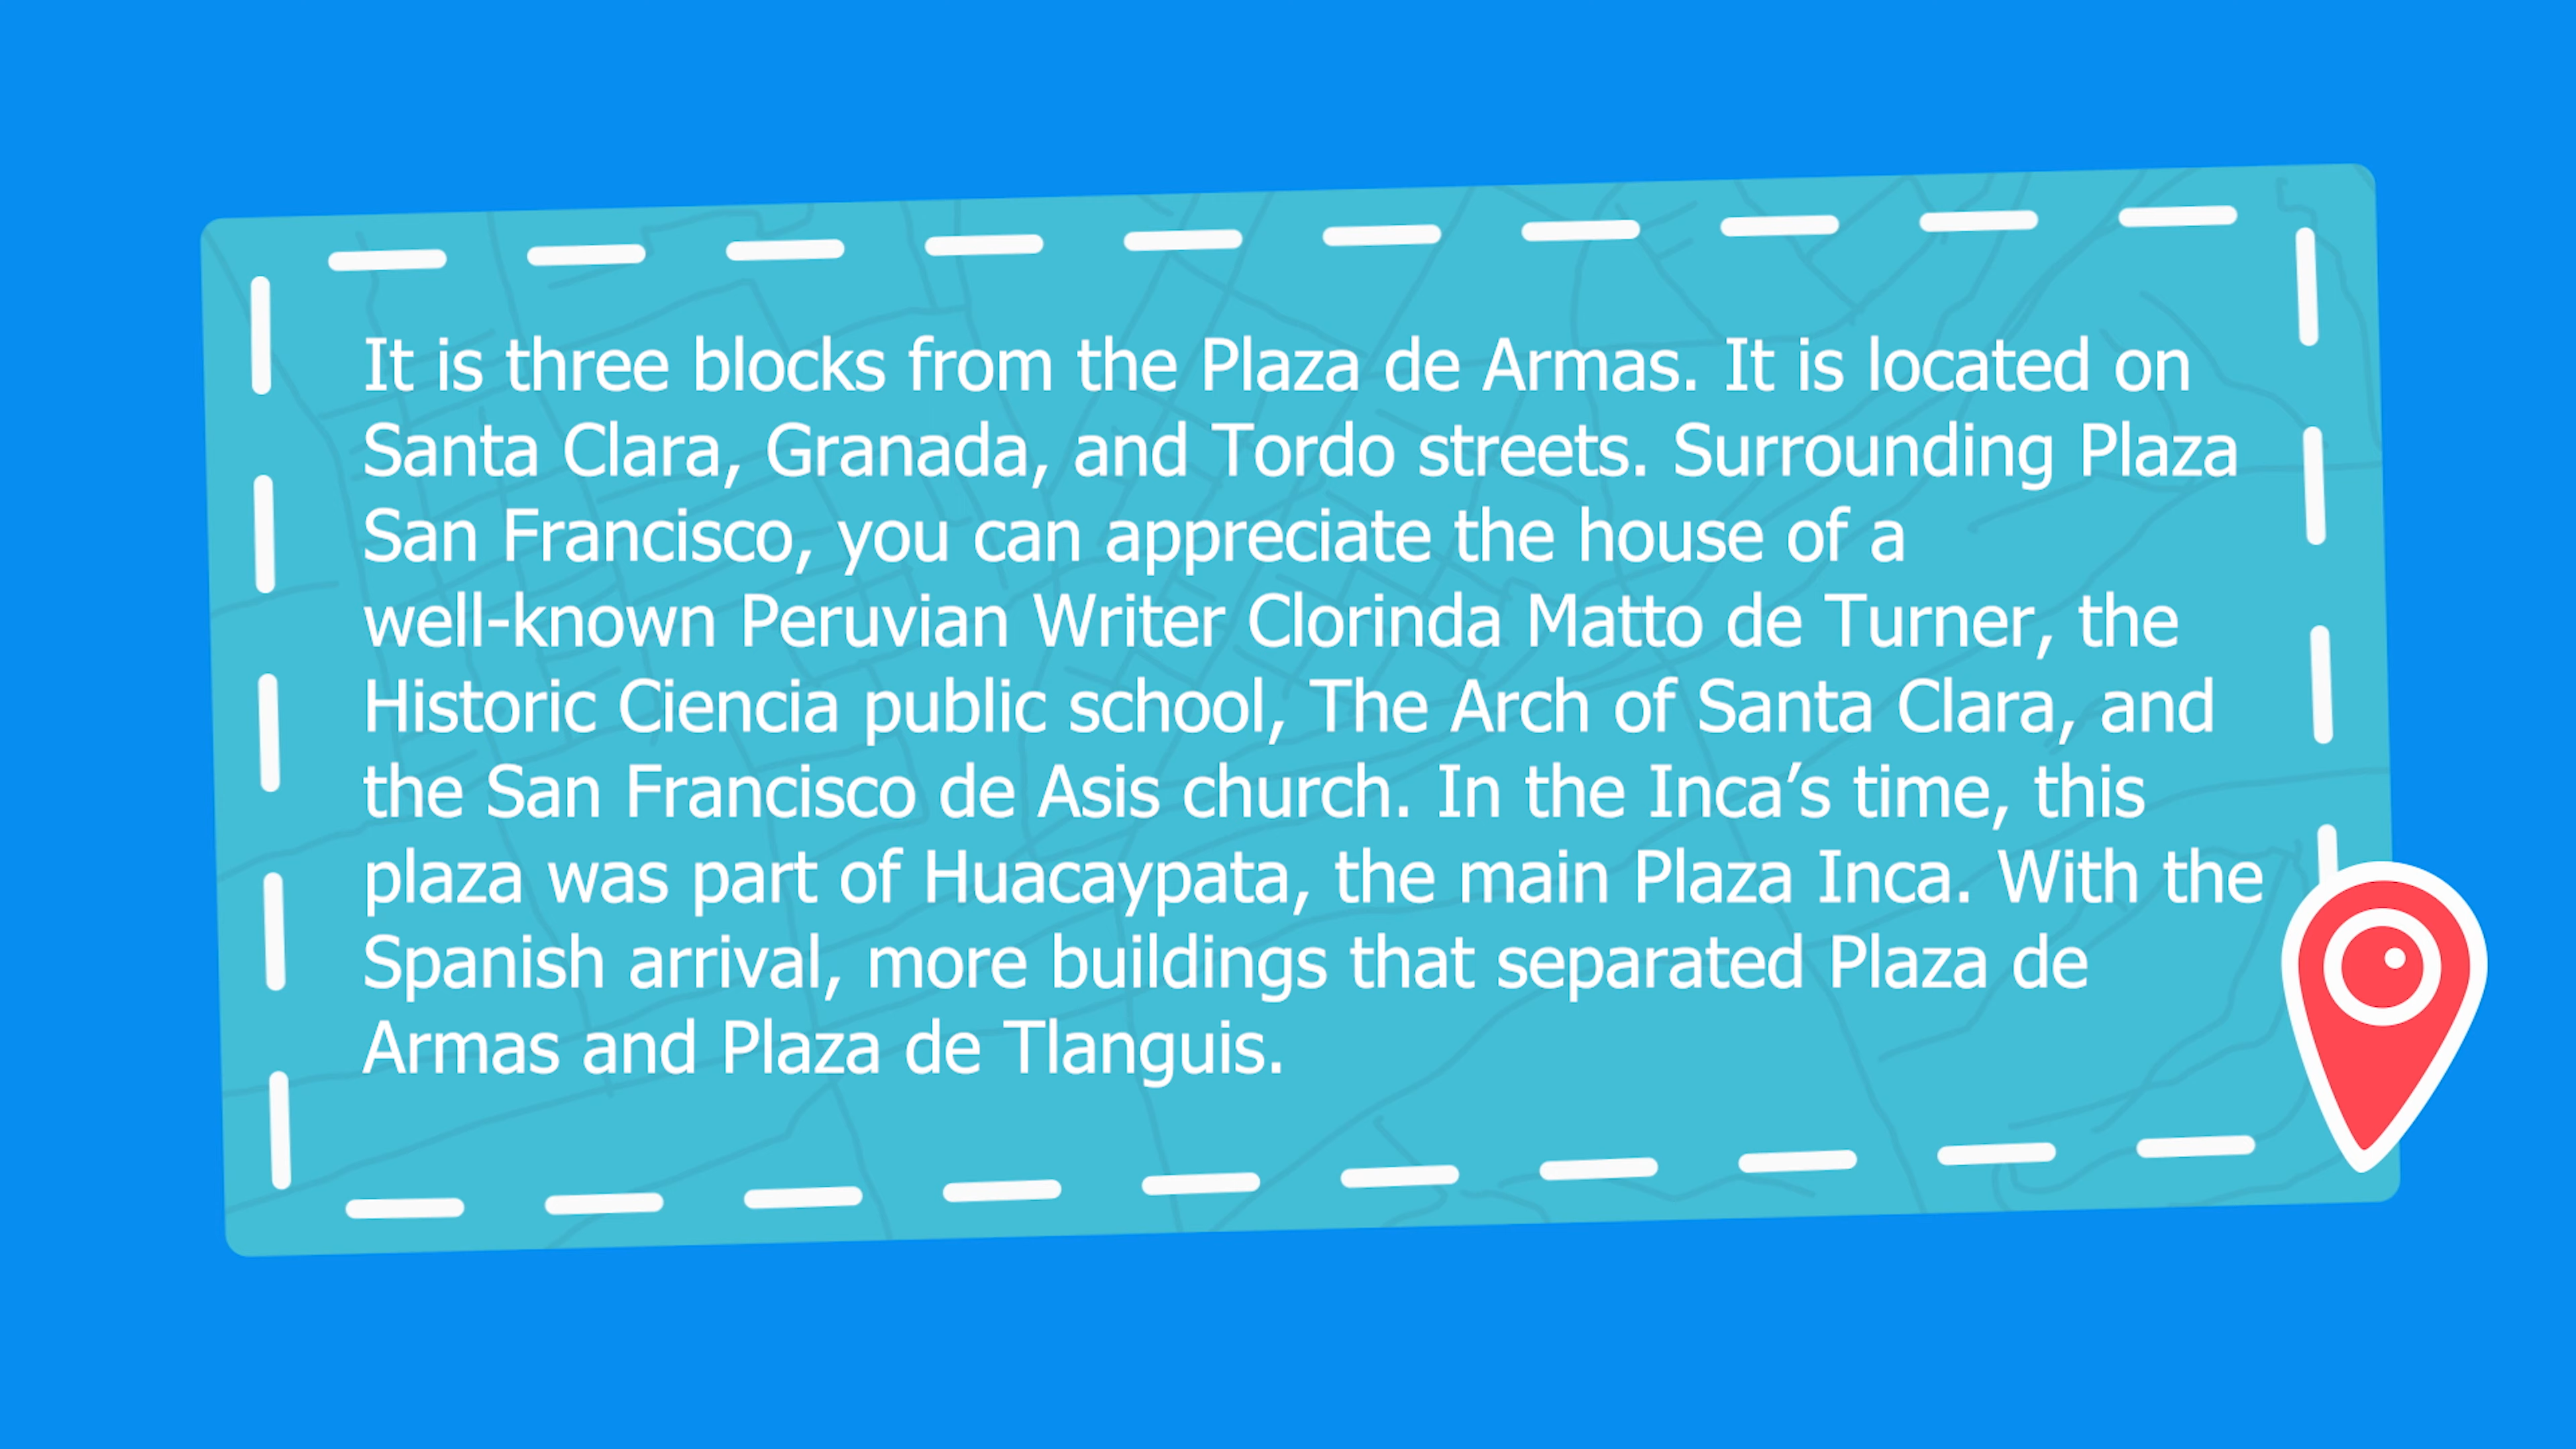 It is three blocks from the Plaza de Armas. It is located on
Santa Clara, Granada, and Tordo streets. Surrounding Plaza
San Francisco, you can appreciate the house of a
well-known Peruvian Writer Clorinda Matto de Turner, the
Historic Ciencia public school, The Arch of Santa Clara, and
the San Francisco de Asis church. In the Inca’s time, this
plaza was part of Huacaypata, the main Plaza Inca. With the
Spanish arrival, more buildings that separated Plaza de
Armas and Plaza de Tlanguis.